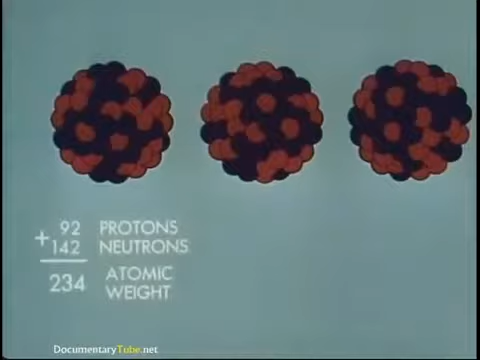 92 PROTONS
+ 142 NEUTRONS
234 ATOMIC
WEIGHT
DocumentaryTube.net